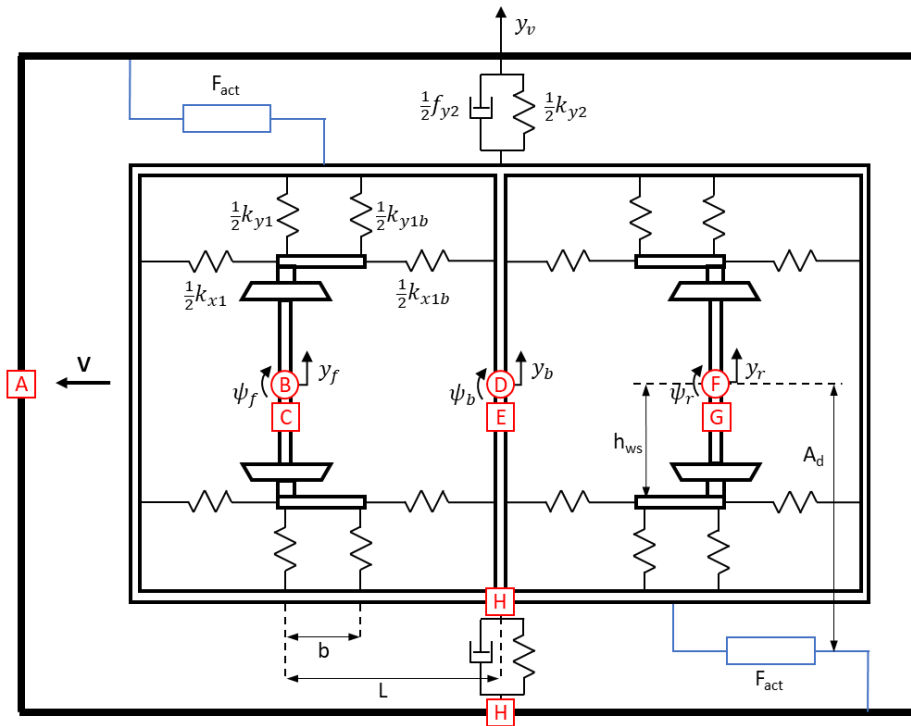 y_v
F_act
½f_y2
½k_y2
½k_y1
½k_y1b
½k_x1
½k_x1b
A
V
ψ_f
B
y_f
C
ψ_b
D
y_b
E
ψ_r
F
y_r
G
h_ws
A_d
H
b
L
F_act
H